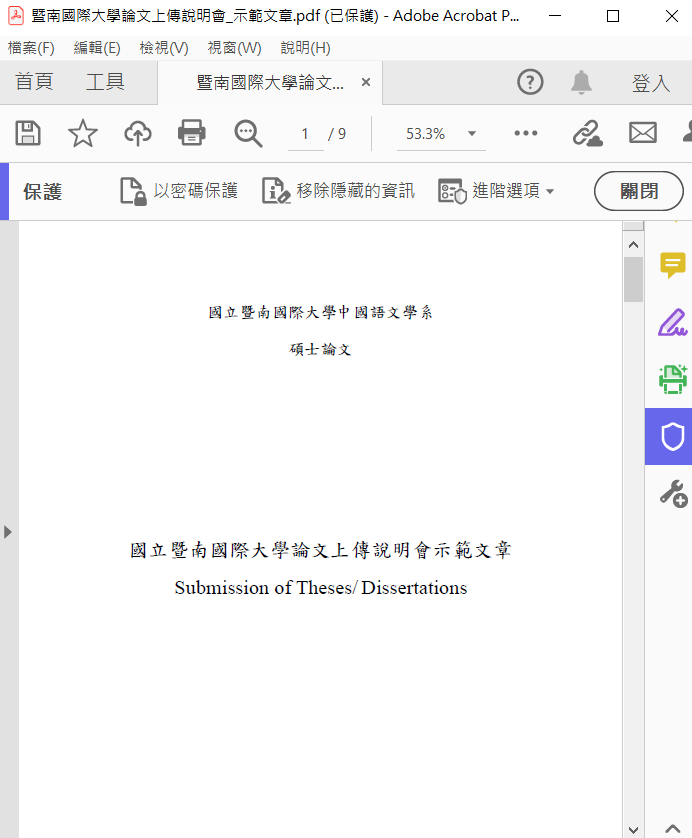 暨南國際大學論文上傳說明會_示範文章.pdf (已保護) - Adobe Acrobat P...
檔案(F) 編輯(E) 檢視(V) 視窗(W) 說明(H)
首頁 工具 暨南國際大學論文... × 登入
1 / 9 53.3%
保護 以密碼保護 移除隱藏的資訊 進階選項 關閉
國立暨南國際大學中國語文學系
碩士論文
國立暨南國際大學論文上傳說明會示範文章
Submission of Theses/ Dissertations